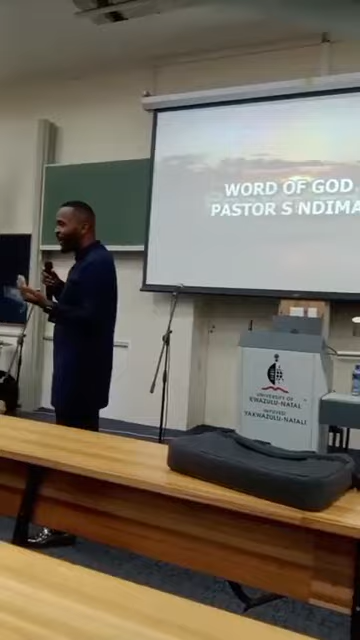 WORD OF GOD
PASTOR S NDIMA
UNIVERSITY OF
KWAZULU-NATAL
INYUVESI
YAKWAZULU-NATALI